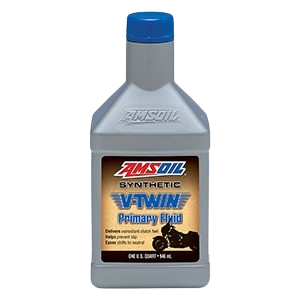 AMSOIL
AMSOIL
SYNTHETIC
V-TWIN
Primary Fluid
Delivers consistent clutch feel
Helps prevent slip
Eases shifts to neutral
ONE U.S. QUART • 946 mL